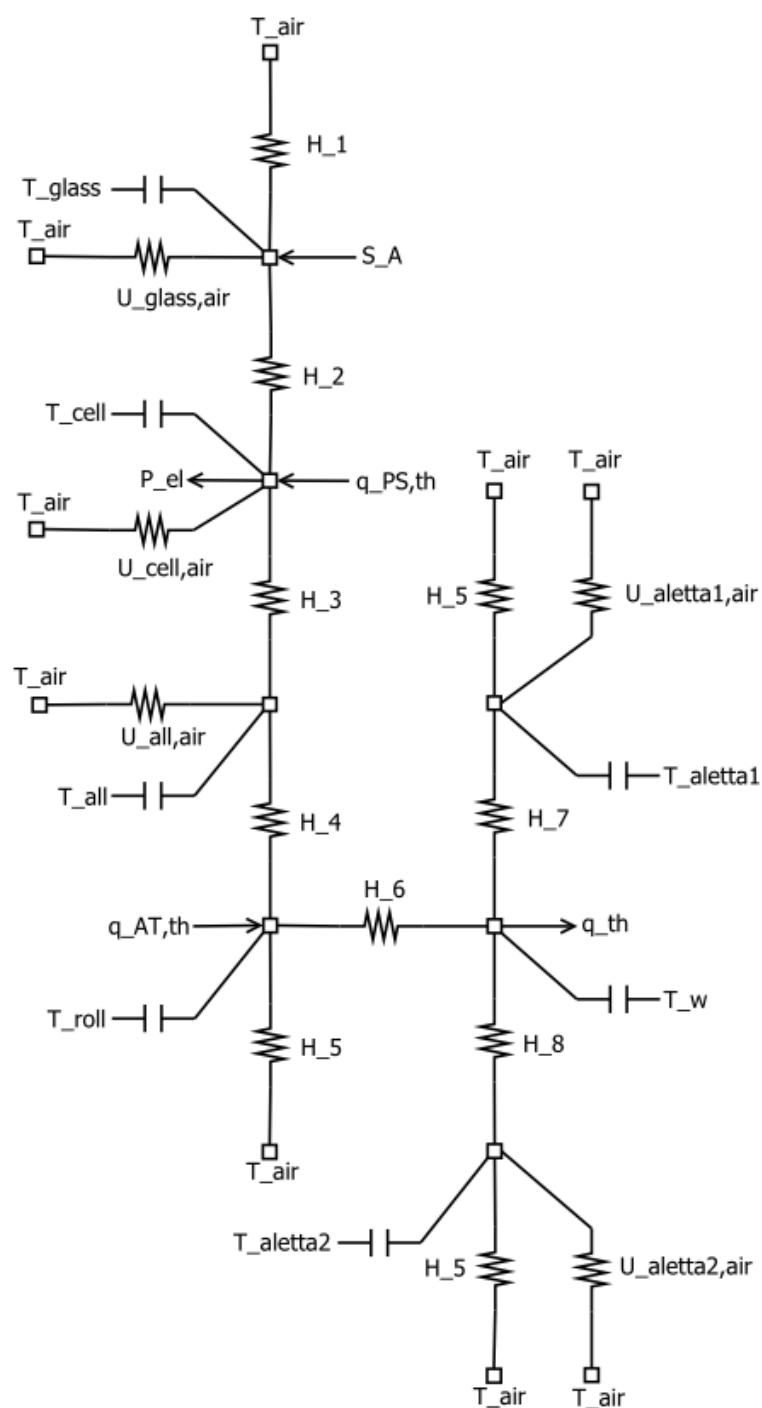 T_air
H_1
T_glass
T_air
S_A
U_glass,air
H_2
T_cell
P_el
q_PS,th
T_air
T_air
T_air
U_cell,air
H_3
H_5
U_aletta1,air
T_air
U_all,air
T_aletta1
T_all
H_4
H_7
H_6
q_AT,th
q_th
T_w
T_roll
H_5
H_8
T_air
T_aletta2
H_5
U_aletta2,air
T_air
T_air